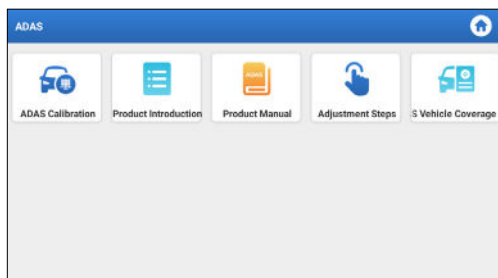 ADAS
ADAS
ADAS Calibration
Product Introduction
Product Manual
Adjustment Steps
S Vehicle Coverage